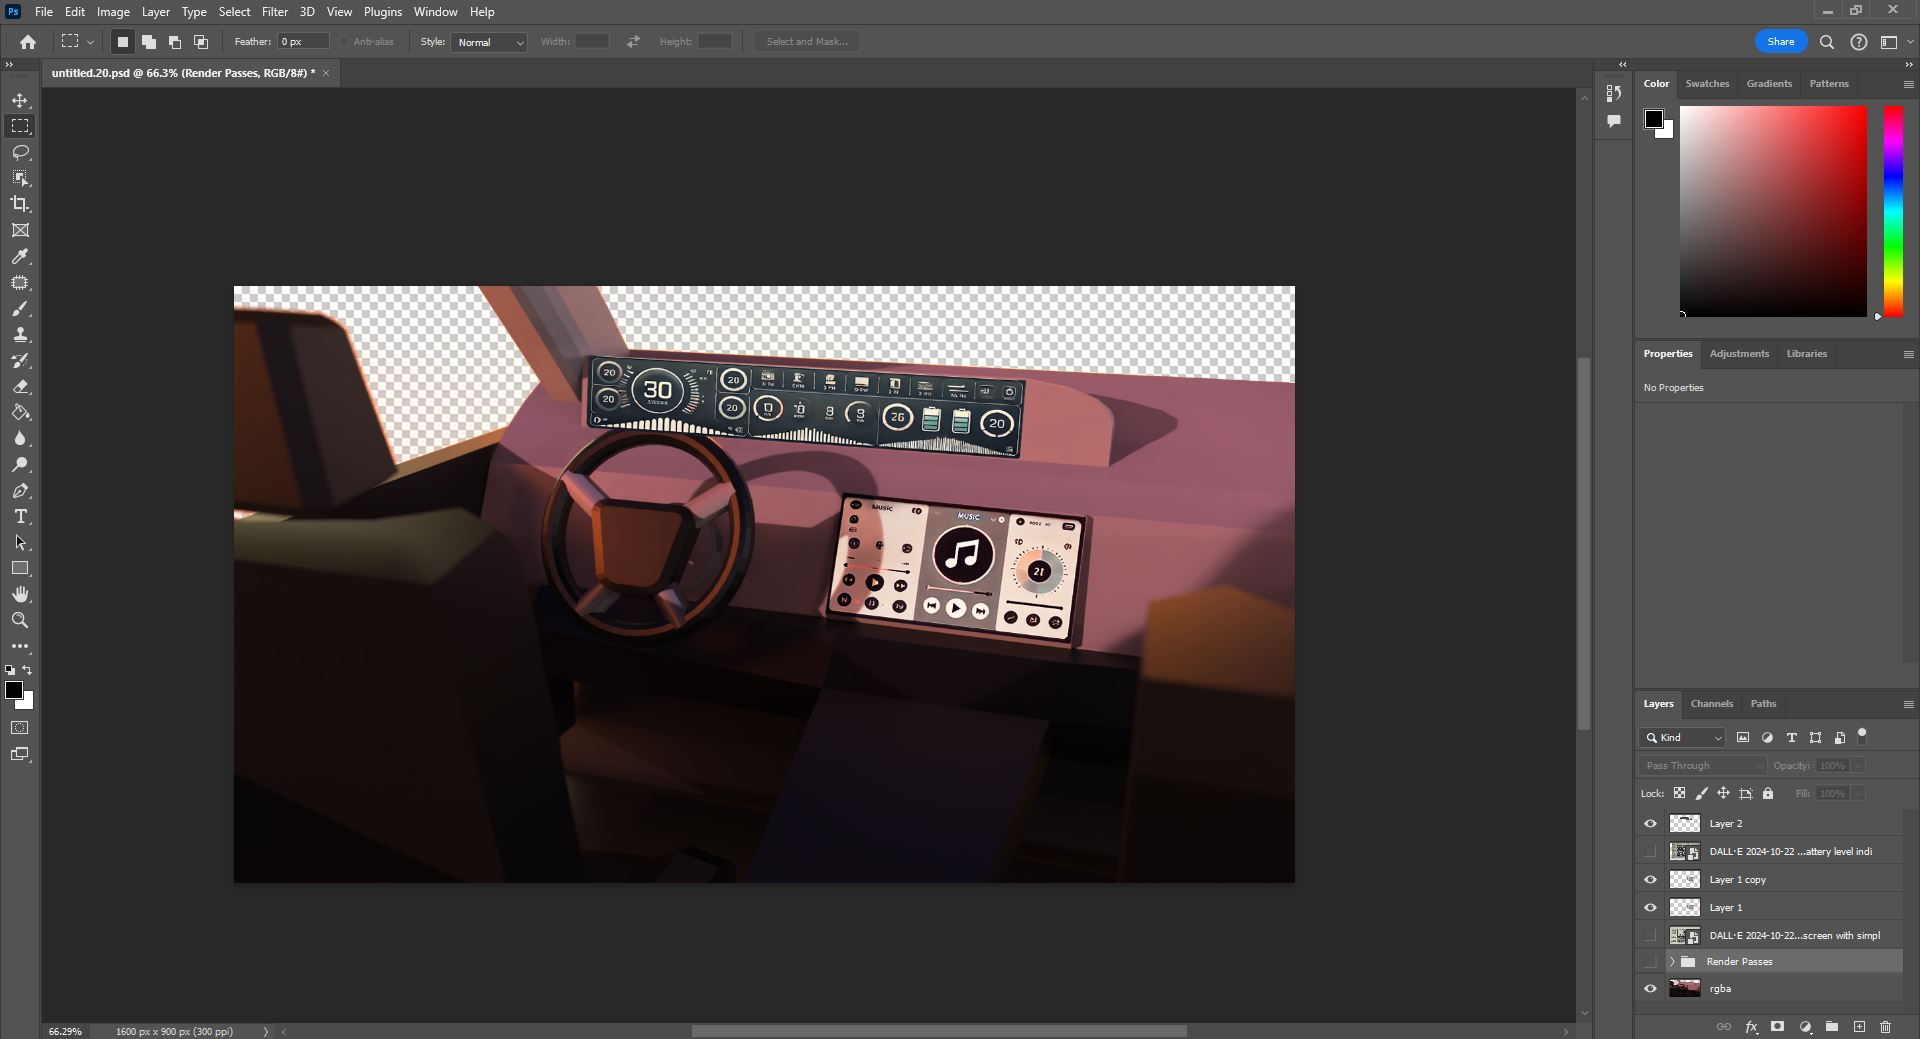 Ps File Edit Image Layer Type Select Filter 3D View Plugins Window Help
Feather: 0 px Anti-alias Style: Normal Width: Height: Select and Mask... Share
untitled.20.psd @ 66.3% (Render Passes, RGB/8#) *
Color Swatches Gradients Patterns
Properties Adjustments Libraries
No Properties
20 30 20
20 20 26 20
Music MUSIC
21
Layers Channels Paths
Kind
Pass Through Opacity: 100%
Lock: Fill: 100%
Layer 2
DALL·E 2024-10-22 ...attery level indi
Layer 1 copy
Layer 1
DALL·E 2024-10-22...screen with simpl
Render Passes
rgba
66.29% 1600 px x 900 px (300 ppi)
fx